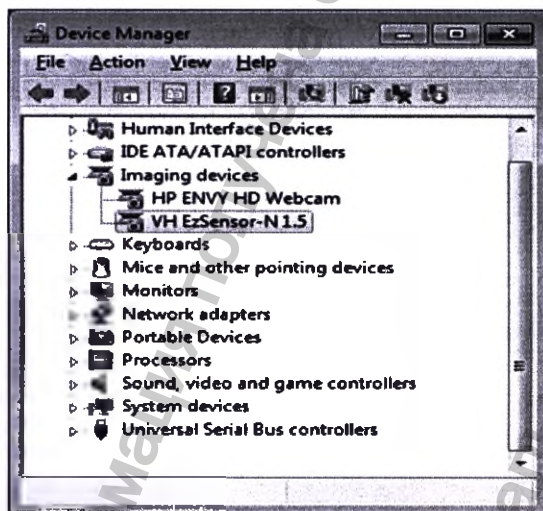 Device Manager
File Action View Help
Human Interface Devices
IDE ATA/ATAPI controllers
Imaging devices
HP ENVY HD Webcam
VH EzSensor-N 1.5
Keyboards
Mice and other pointing devices
Monitors
Network adapters
Portable Devices
Processors
Sound, video and game controllers
System devices
Universal Serial Bus controllers